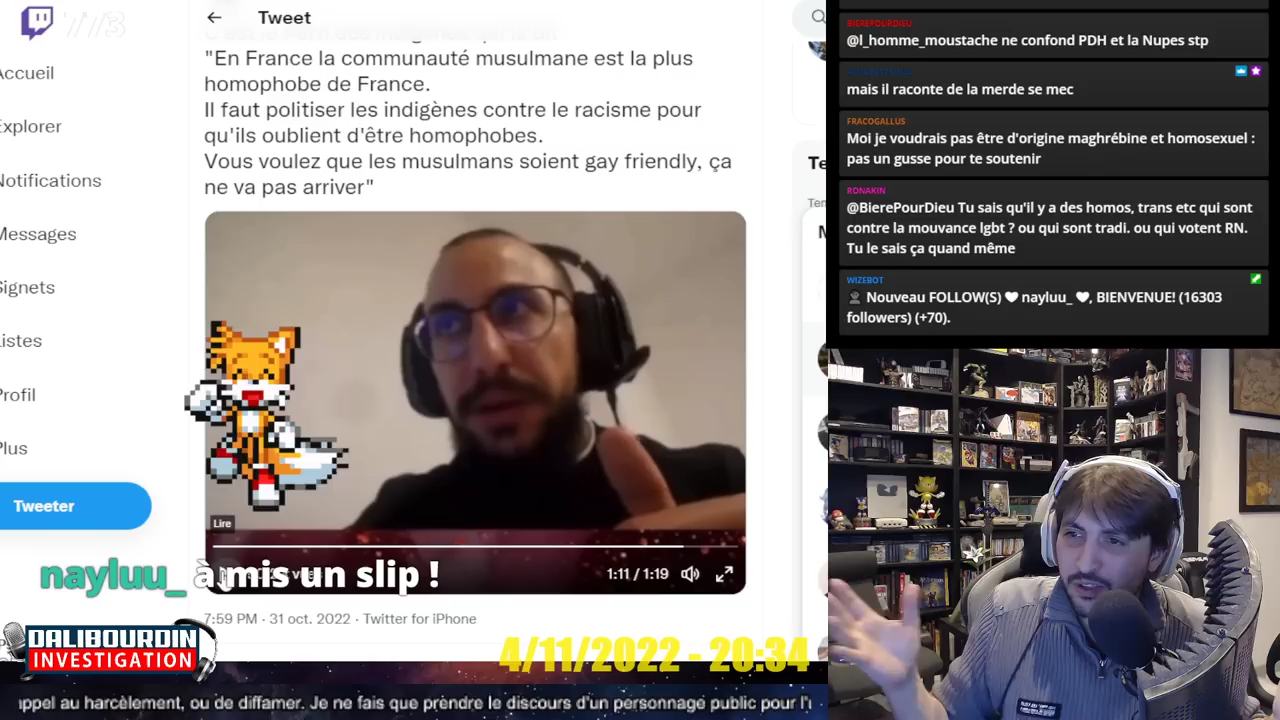 773
Tweet
Accueil
Explorer
Notifications
Messages
Signets
Listes
Profil
Plus
Tweeter
"En France la communauté musulmane est la plus
homophobe de France.
Il faut politiser les indigènes contre le racisme pour
qu'ils oublient d'être homophobes.
Vous voulez que les musulmans soient gay friendly, ça
ne va pas arriver"
Lire
1:11 / 1:19
nayluu_ à mis un slip !
7:59 PM · 31 oct. 2022 · Twitter for iPhone
DALIBOURDIN
INVESTIGATION
4/11/2022 - 20:34
appel au harcèlement, ou de diffamer. Je ne fais que prendre le discours d'un personnage public pour l'
BIEREPOURDIEU
@l_homme_moustache ne confond PDH et la Nupes stp
mais il raconte de la merde se mec
FRACOGALLUS
Moi je voudrais pas être d'origine maghrébine et homosexuel :
pas un gusse pour te soutenir
RONAKIN
@BierePourDieu Tu sais qu'il y a des homos, trans etc qui sont
contre la mouvance lgbt ? ou qui sont tradi. ou qui votent RN.
Tu le sais ça quand même
WIZEBOT
Nouveau FOLLOW(S) ♥ nayluu_ ♥, BIENVENUE! (16303
followers) (+70).